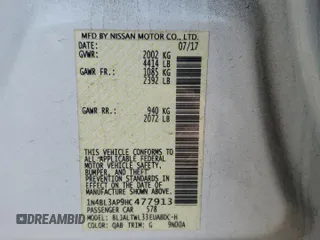 MFD BY NISSAN MOTOR CO., LTD.
DATE: 07/17
GVWR: 2002 KG
4414 LB
GAWR FR.: 1085 KG
2392 LB
GAWR RR.: 940 KG
2072 LB
THIS VEHICLE CONFORMS TO ALL
APPLICABLE FEDERAL MOTOR VEHICLE SAFETY,
BUMPER, AND THEFT
PREVENTION STANDARDS IN EFFECT ON THE
DATE OF MANUFACTURE SHOWN ABOVE.
1N4BL3AP9HC477913
PASSENGER CAR
MODEL: BL3ALTWL33EUABDC-H 578
COLOR: QAB TRIM: G 9N00A